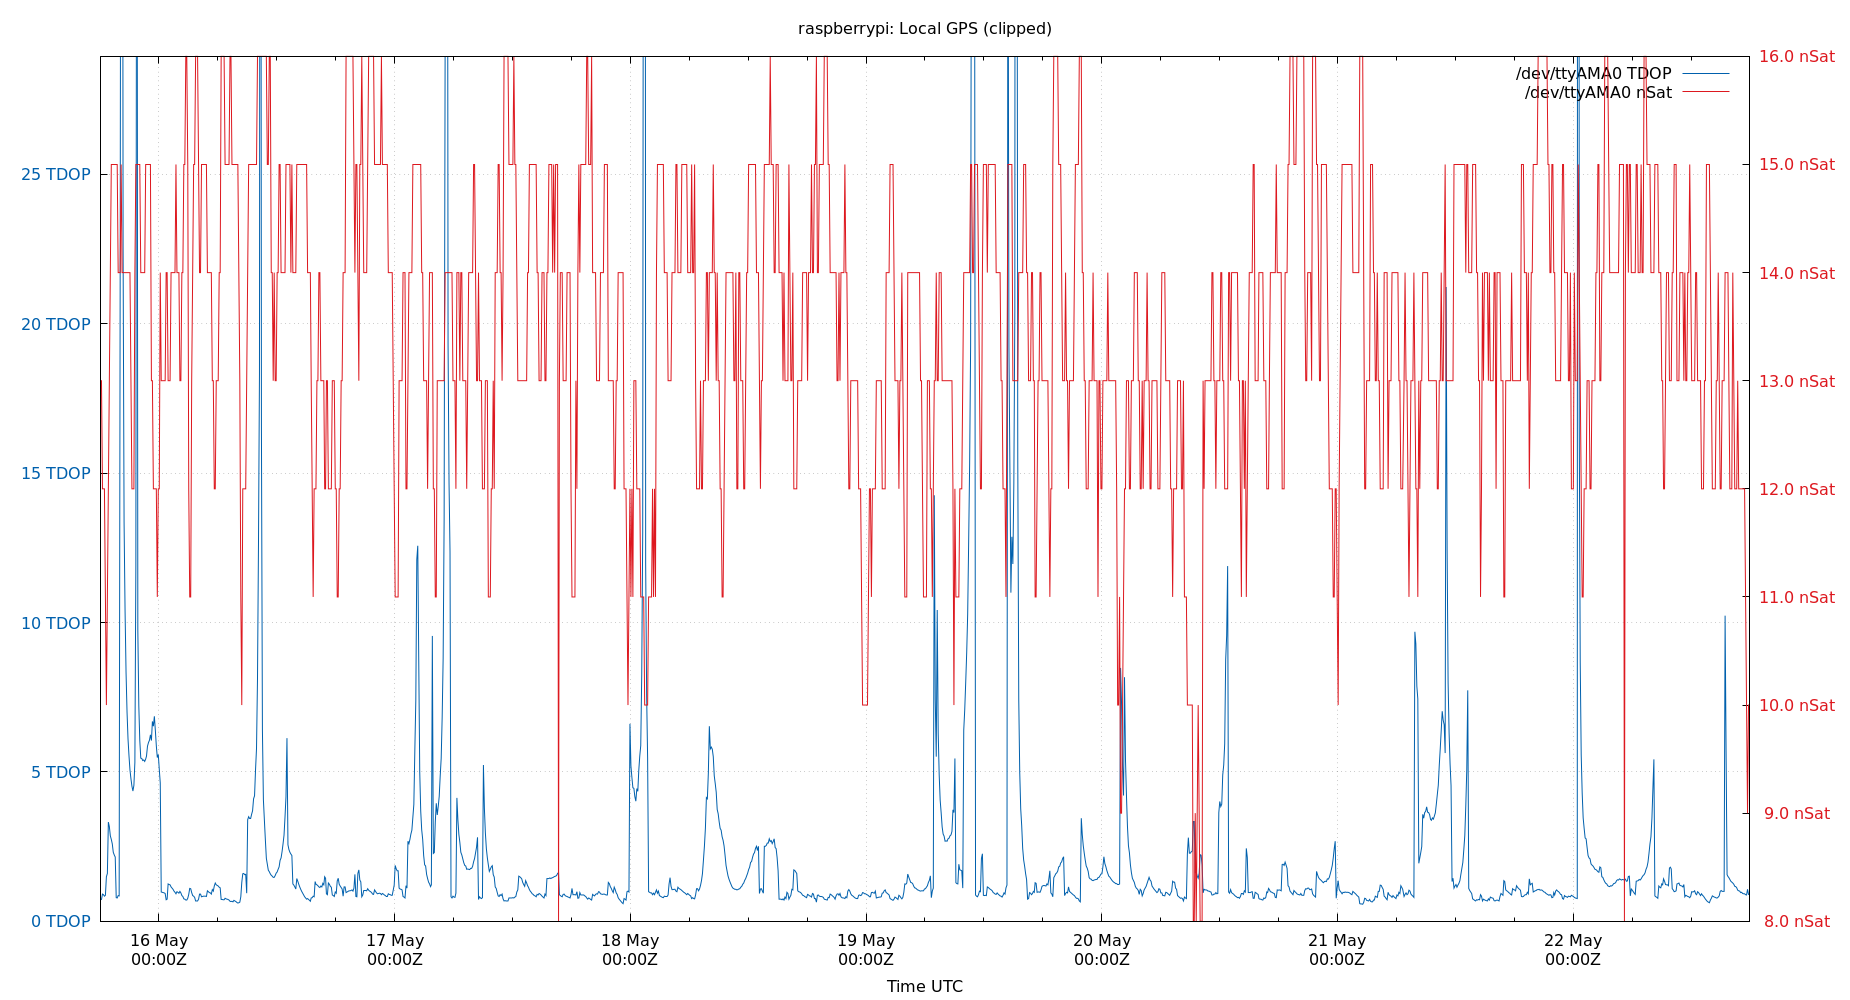 raspberrypi: Local GPS (clipped)
/dev/ttyAMA0 TDOP
/dev/ttyAMA0 nSat
25 TDOP
20 TDOP
15 TDOP
10 TDOP
5 TDOP
0 TDOP
16.0 nSat
15.0 nSat
14.0 nSat
13.0 nSat
12.0 nSat
11.0 nSat
10.0 nSat
9.0 nSat
8.0 nSat
16 May
00:00Z
17 May
00:00Z
18 May
00:00Z
19 May
00:00Z
20 May
00:00Z
21 May
00:00Z
22 May
00:00Z
Time UTC